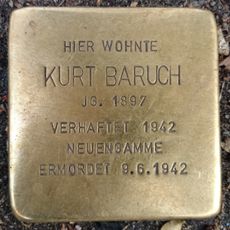 HIER WOHNTE
KURT BARUCH
JG. 1897
VERHAFTET 1942
NEUENGAMME
ERMORDET 9.6.1942